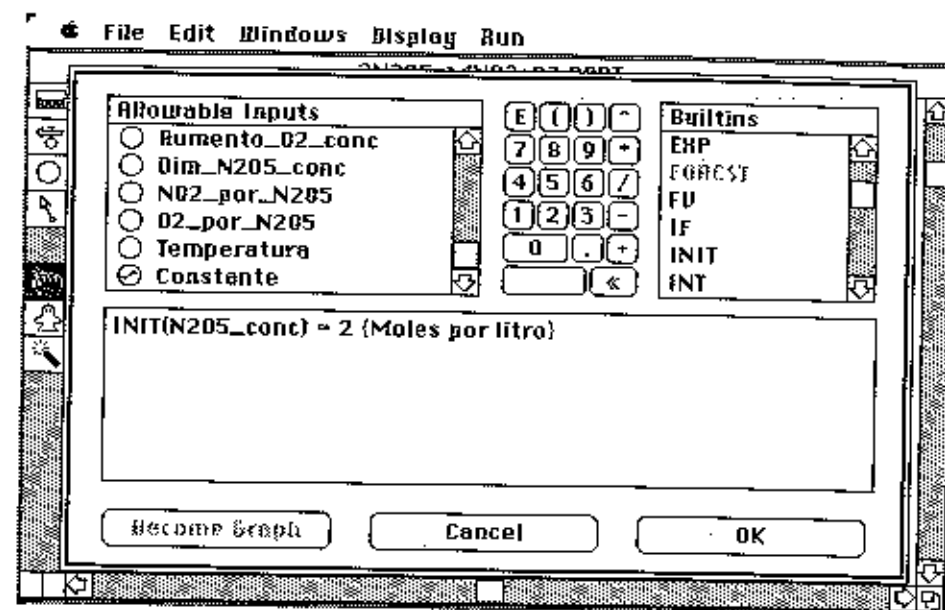 File Edit Windows Display Run
Allowable Inputs
Aumento_O2_conc
Dim_N2O5_conc
NO2_por_N2O5
O2_por_N2O5
Temperatura
Constante
E ( ) ^
7 8 9 *
4 5 6 /
1 2 3 -
0 . +
«
Builtins
EXP
FORCST
FV
IF
INIT
INT
INIT(N2O5_conc) = 2 {Moles por litro}
Become Graph
Cancel
OK